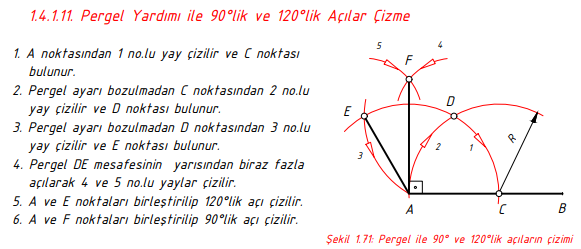 1.4.1.11. Pergel Yardımı ile 90°lik ve 120°lik Açılar Çizme
1. A noktasından 1 no.lu yay çizilir ve C noktası
bulunur.
2. Pergel ayarı bozulmadan C noktasından 2 no.lu
yay çizilir ve D noktası bulunur.
3. Pergel ayarı bozulmadan D noktasından 3 no.lu
yay çizilir ve E noktası bulunur.
4. Pergel DE mesafesinin yarısından biraz fazla
açılarak 4 ve 5 no.lu yaylar çizilir.
5. A ve E noktaları birleştirilip 120°lik açı çizilir.
6. A ve F noktaları birleştirilip 90°lik açı çizilir.
5 4
F
E D
R
3 2 1
A C B
Şekil 1.71: Pergel ile 90° ve 120°lik açıların çizimi